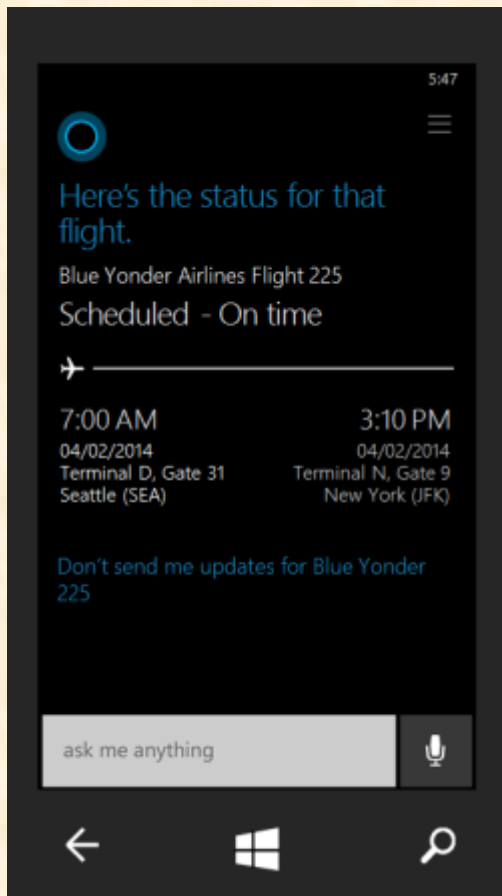 5:47
Here's the status for that
flight.
Blue Yonder Airlines Flight 225
Scheduled - On time
7:00 AM
04/02/2014
Terminal D, Gate 31
Seattle (SEA)
3:10 PM
04/02/2014
Terminal N, Gate 9
New York (JFK)
Don't send me updates for Blue Yonder
225
ask me anything